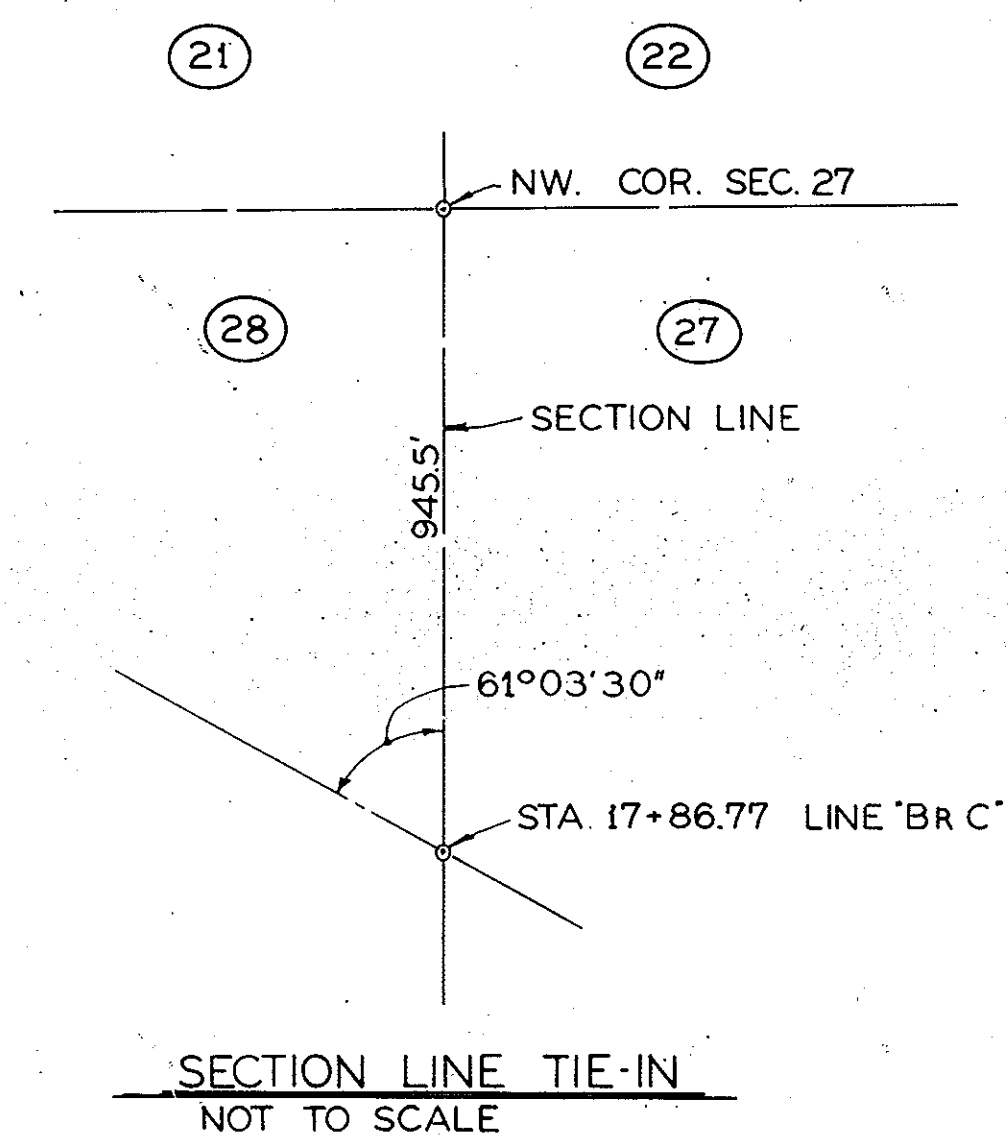 21
22
NW. COR. SEC. 27
28
27
SECTION LINE
945.5'
61°03'30"
STA. 17+86.77 LINE "BR C"
SECTION LINE TIE-IN
NOT TO SCALE